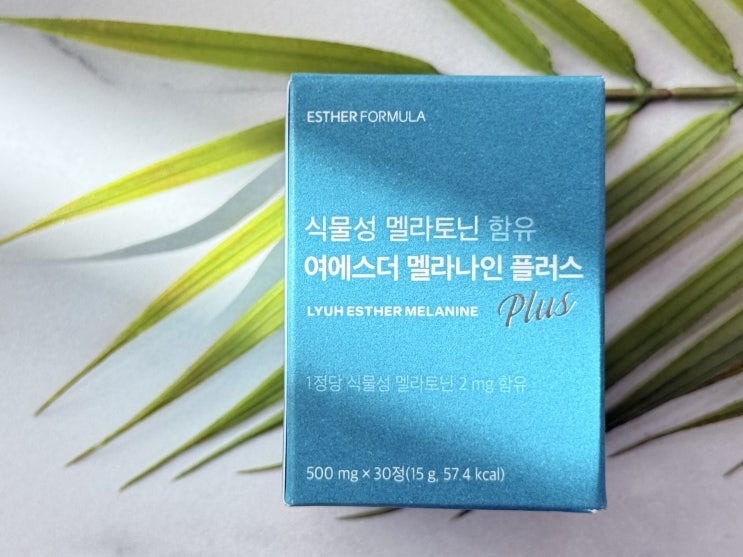 ESTHER FORMULA
식물성 멜라토닌 함유
여에스더 멜라나인 플러스
LYUH ESTHER MELANINE Plus
1정당 식물성 멜라토닌 2 mg 함유
500 mg × 30정(15 g, 57.4 kcal)